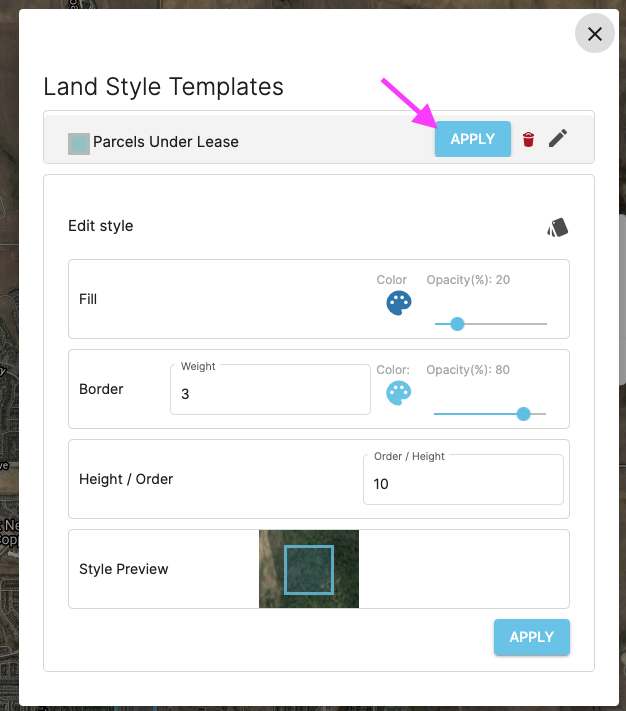 Land Style Templates
Parcels Under Lease APPLY
Edit style
Color Opacity(%): 20
Fill
Weight Color: Opacity(%): 80
Border 3
Order / Height
Height / Order 10
Style Preview
APPLY